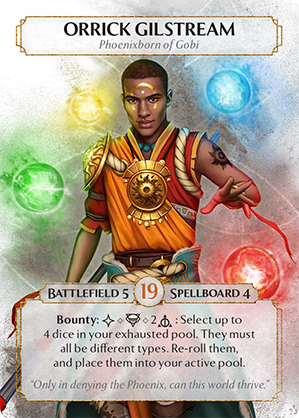 ORRICK GILSTREAM
Phoenixborn of Gobi
BATTLEFIELD 5 19 SPELLBOARD 4
Bounty: 2 : Select up to
4 dice in your exhausted pool. They must
all be different types. Re-roll them,
and place them into your active pool.
"Only in denying the Phoenix, can this world thrive."